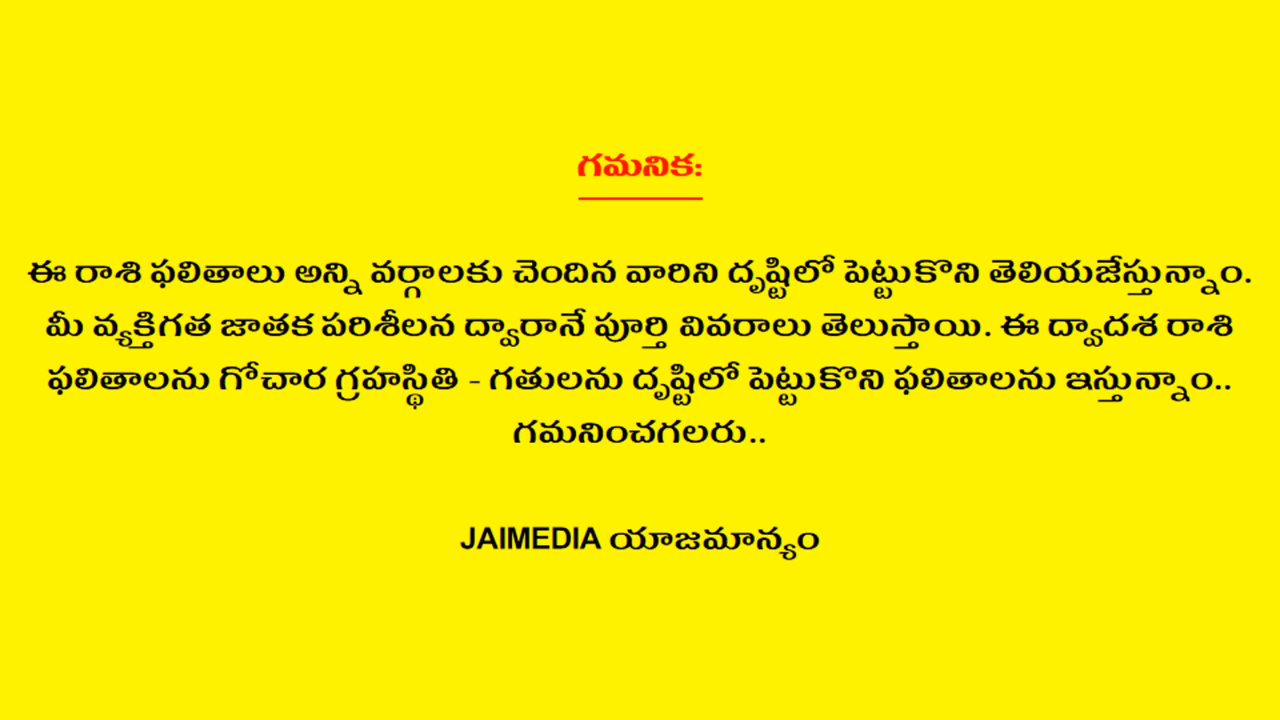 గమనిక:
ఈ రాశి ఫలితాలు అన్ని వర్గాలకు చెందిన వారిని దృష్టిలో పెట్టుకొని తెలియజేస్తున్నాం.
మీ వ్యక్తిగత జాతక పరిశీలన ద్వారానే పూర్తి వివరాలు తెలుస్తాయి. ఈ ద్వాదశ రాశి
ఫలితాలను గోచార గ్రహస్థితి - గతులను దృష్టిలో పెట్టుకొని ఫలితాలను ఇస్తున్నాం..
గమనించగలరు..
JAIMEDIA యాజమాన్యం